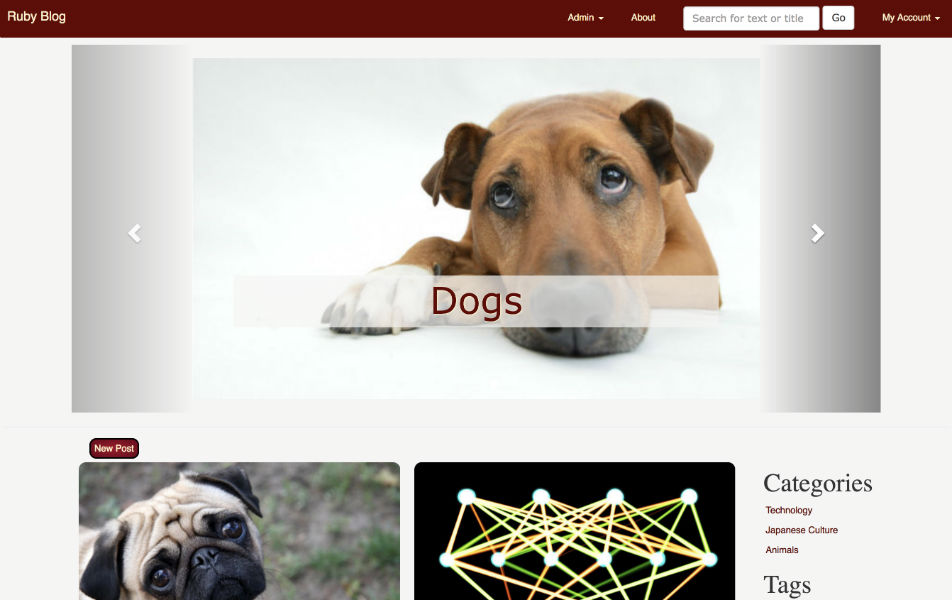 Ruby Blog
Admin
About
Search for text or title
Go
My Account
Dogs
New Post
Categories
Technology
Japanese Culture
Animals
Tags